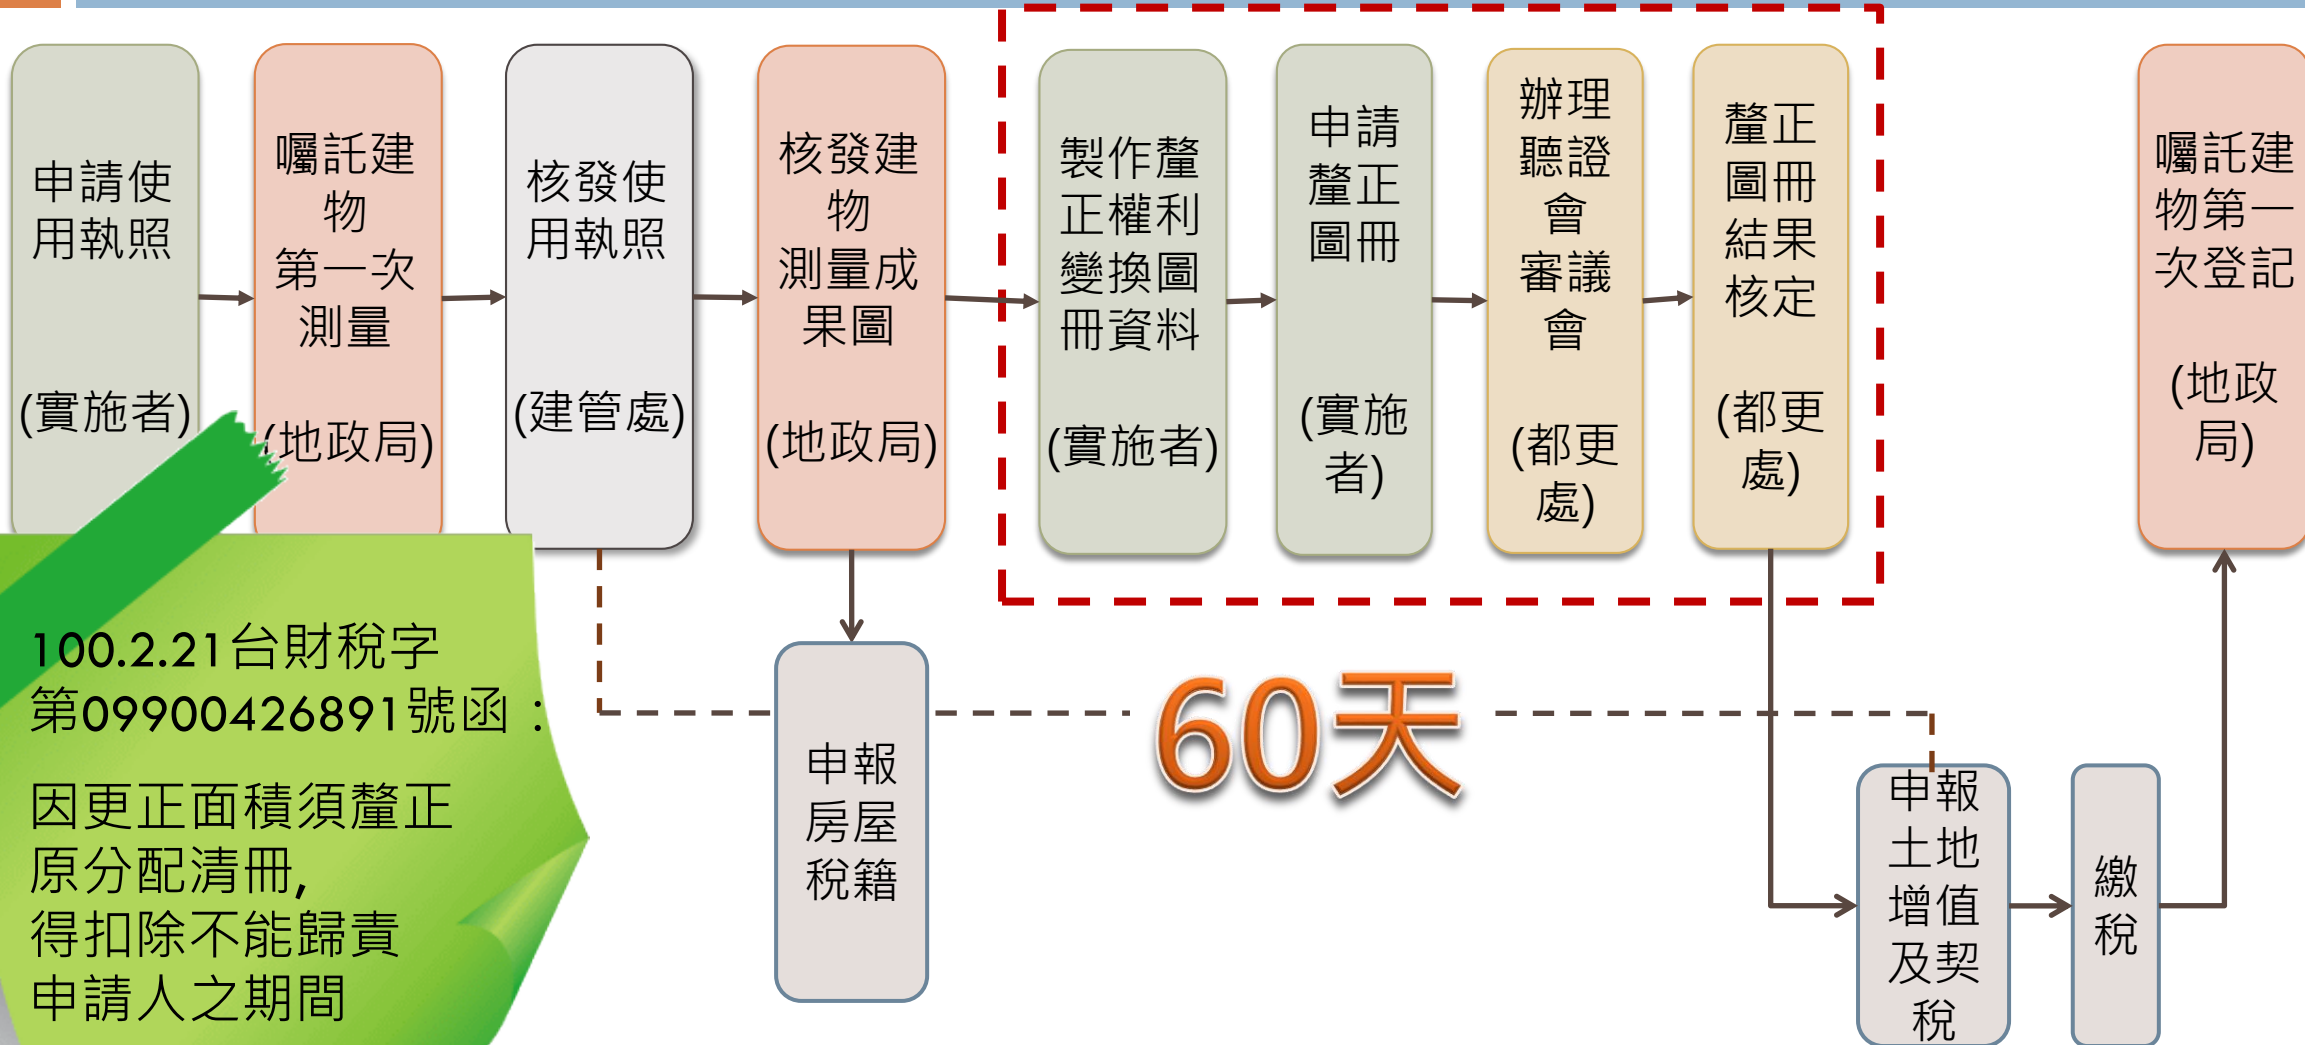 申請使
用執照
(實施者)
囑託建
物
第一次
測量
(地政局)
核發使
用執照
(建管處)
核發建
物
測量成
果圖
(地政局)
製作釐
正權利
變換圖
冊資料
(實施者)
申請
釐正
圖冊
(實施
者)
辦理
聽證
會
審議
會
(都更
處)
釐正
圖冊
結果
核定
(都更
處)
囑託建
物第一
次登記
(地政
局)
100.2.21台財稅字
第09900426891號函：
因更正面積須釐正
原分配清冊,
得扣除不能歸責
申請人之期間
申報
房屋
稅籍
60天
申報
土地
增值
及契
稅
繳
稅